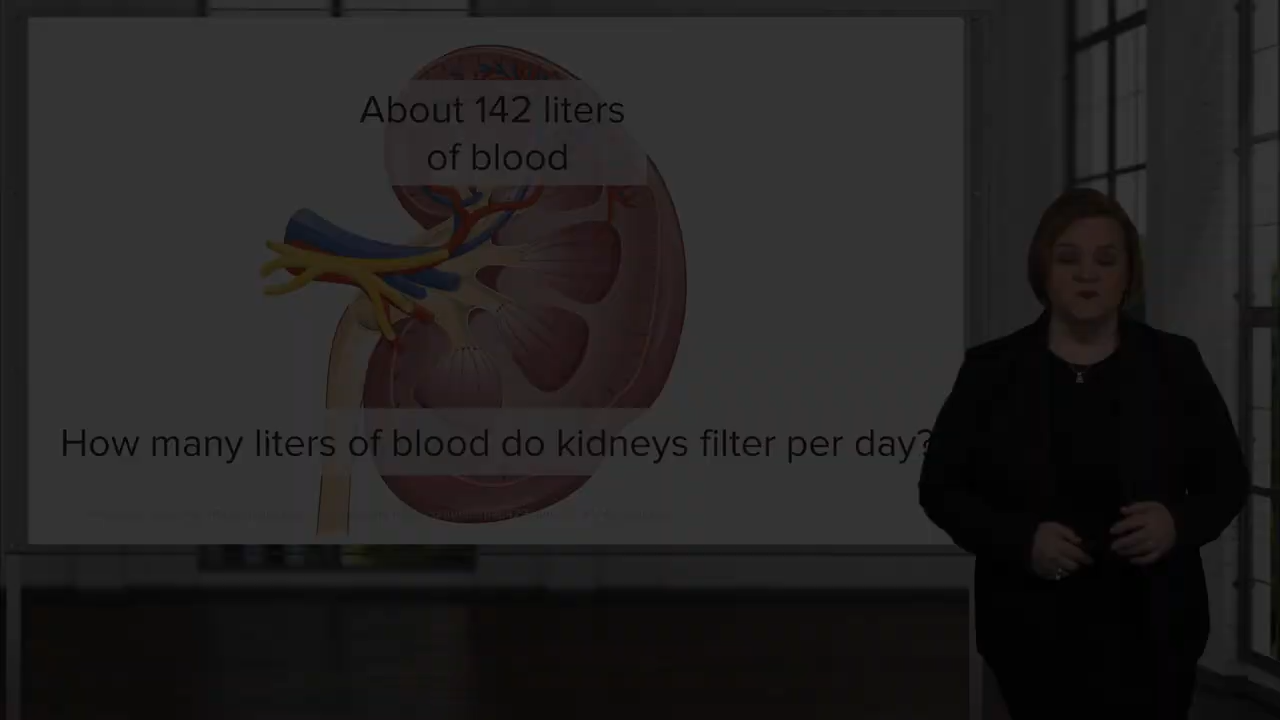 About 142 liters
of blood
How many liters of blood do kidneys filter per day?